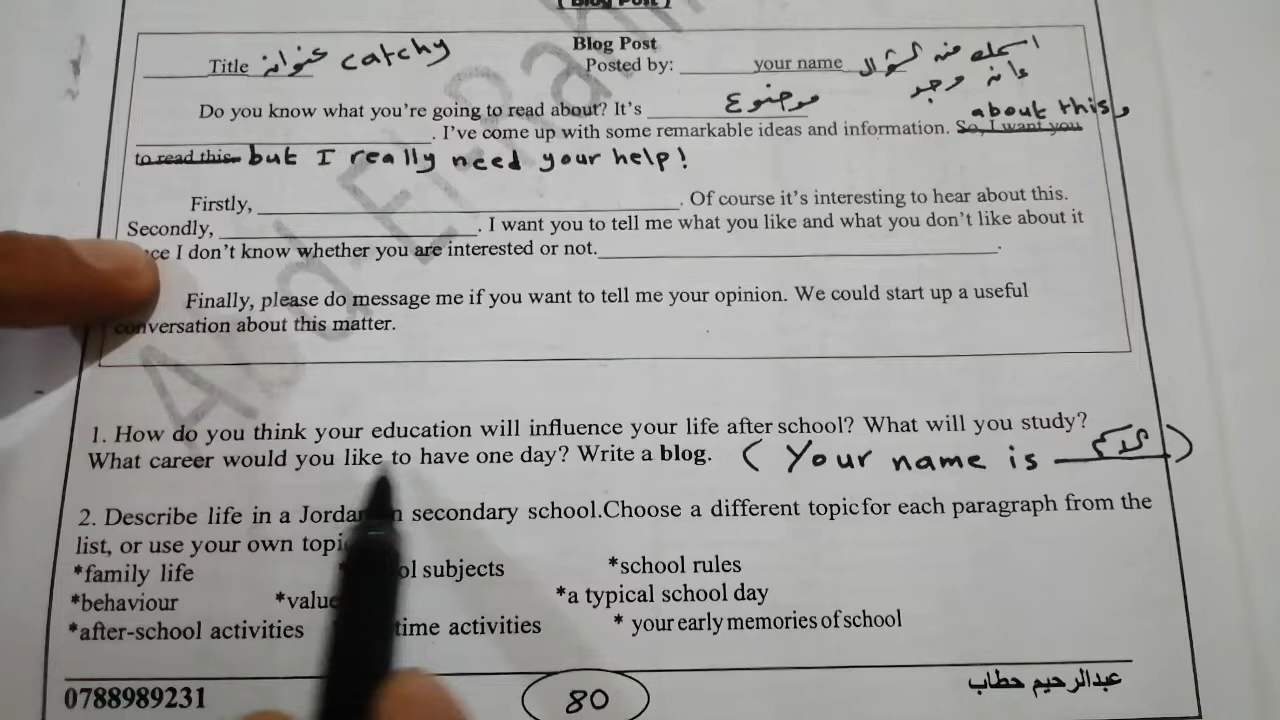 ( Blog Post )
Blog Post
Title عنوان catchy
Posted by: your name اسمك من السؤال
وجد
Do you know what you're going to read about? It's موضوع about this
. I've come up with some remarkable ideas and information. So, I want you
to read this. but I really need your help!
Firstly, . Of course it's interesting to hear about this.
Secondly, . I want you to tell me what you like and what you don't like about it
ce I don't know whether you are interested or not. .
Finally, please do message me if you want to tell me your opinion. We could start up a useful
conversation about this matter.
1. How do you think your education will influence your life after school? What will you study?
What career would you like to have one day? Write a blog. ( Your name is )
2. Describe life in a Jordan n secondary school.Choose a different topic for each paragraph from the
list, or use your own topi
*family life ol subjects *school rules
*behaviour *value *a typical school day
*after-school activities time activities * your early memories of school
0788989231 80 عبدالرحيم حطاب